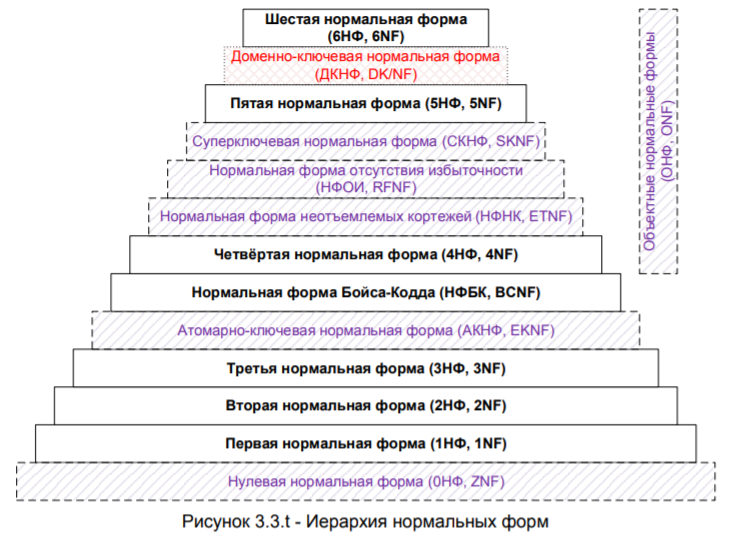 Шестая нормальная форма
(6НФ, 6NF)
Доменно-ключевая нормальная форма
(ДКНФ, DK/NF)
Пятая нормальная форма (5НФ, 5NF)
Суперключевая нормальная форма (СКНФ, SKNF)
Нормальная форма отсутствия избыточности
(НФОИ, RFNF)
Нормальная форма неотъемлемых кортежей (НФНК, ETNF)
Четвёртая нормальная форма (4НФ, 4NF)
Нормальная форма Бойса-Кодда (НФБК, BCNF)
Атомарно-ключевая нормальная форма (АКНФ, EKNF)
Третья нормальная форма (3НФ, 3NF)
Вторая нормальная форма (2НФ, 2NF)
Первая нормальная форма (1НФ, 1NF)
Нулевая нормальная форма (0НФ, ZNF)
Объектные нормальные формы
(ОНФ, ONF)
Рисунок 3.3.t - Иерархия нормальных форм